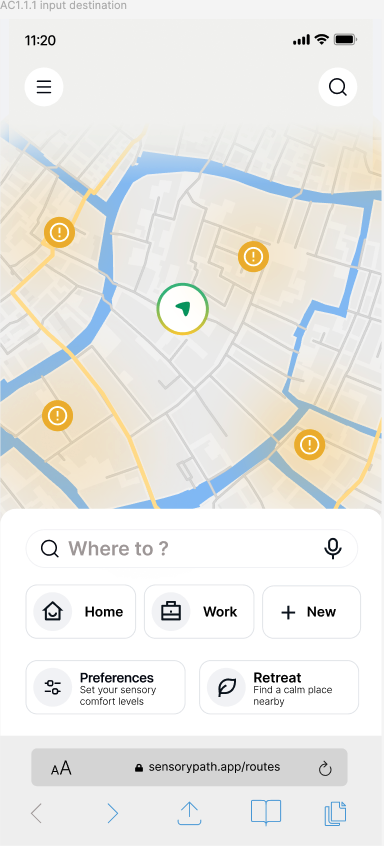 AC1.1.1 input destination
11:20
Where to ?
Home
Work
New
Preferences
Set your sensory
comfort levels
Retreat
Find a calm place
nearby
AA
sensorypath.app/routes